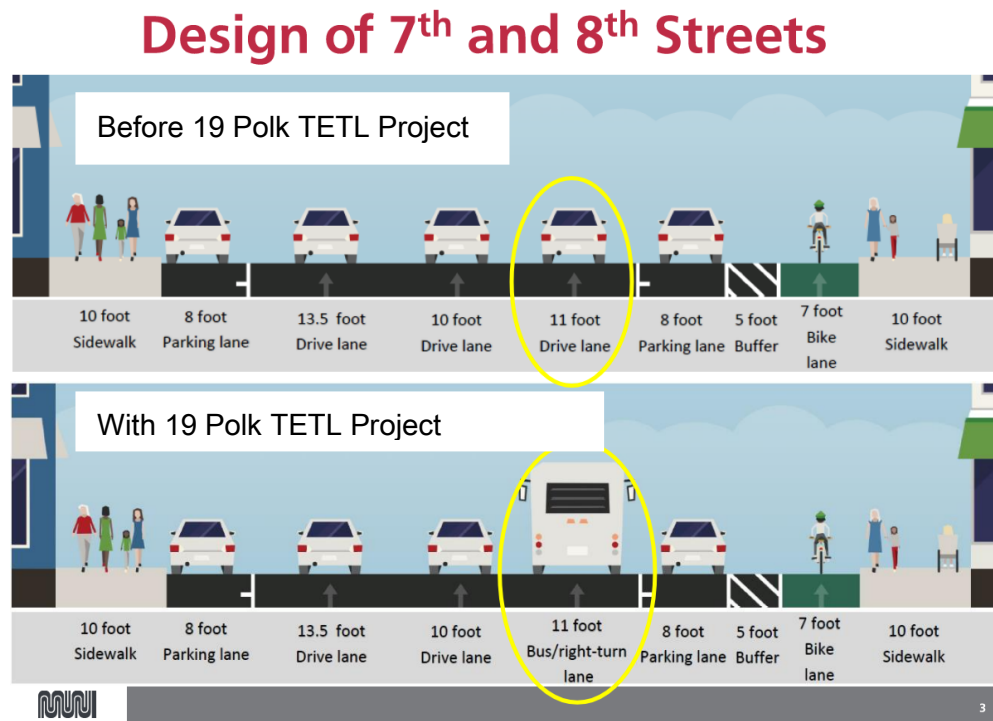 Design of 7th and 8th Streets
Before 19 Polk TETL Project
10 foot
Sidewalk
8 foot
Parking lane
13.5 foot
Drive lane
10 foot
Drive lane
11 foot
Drive lane
8 foot
Parking lane
5 foot
Buffer
7 foot
Bike
lane
10 foot
Sidewalk
With 19 Polk TETL Project
10 foot
Sidewalk
8 foot
Parking lane
13.5 foot
Drive lane
10 foot
Drive lane
11 foot
Bus/right-turn
lane
8 foot
Parking lane
5 foot
Buffer
7 foot
Bike
lane
10 foot
Sidewalk
MUNI
3